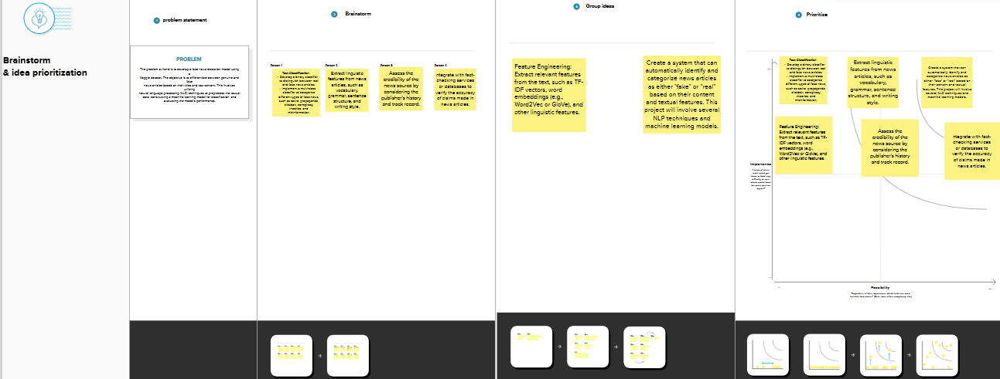 Brainstorm
& idea prioritization
1 problem statement
PROBLEM
The problem at hand is to develop a fake news detection model using
a
Kaggle dataset. The objective is to differentiate between genuine and
fake
news articles based on their titles and text content. This involves
utilizing
natural language processing (NLP) techniques to preprocess the textual
data, constructing a machine learning model for classification, and
evaluating the model's performance.
2 Brainstorm
Person 1
Text Classification:
- Develop a binary classifier
to distinguish between real
and fake news articles.
- Implement a multiclass
classifier to categorize
different types of fake news,
such as satire, propaganda,
clickbait, conspiracy
theories, and
misinformation.
Person 2
Extract linguistic
features from news
articles, such as
vocabulary,
grammar, sentence
structure, and
writing style.
Person 3
Assess the
credibility of the
news source by
considering the
publisher's history
and track record.
Person 4
ntegrate with fact-
checking services
or databases to
verify the accuracy
of claims made in
news articles.
3 Group ideas
Feature Engineering:
Extract relevant features
from the text, such as TF-
IDF vectors, word
embeddings (e.g.,
Word2Vec or GloVe), and
other linguistic features.
Create a system that can
automatically identify and
categorize news articles
as either "fake" or "real"
based on their content
and textual features. This
project will involve several
NLP techniques and
machine learning models.
4 Prioritize
Text Classification:
- Develop a binary classifier
to distinguish between real
and fake news articles.
- Implement a multiclass
classifier to categorize
different types of fake news,
such as satire, propaganda,
clickbait, conspiracy
theories, and
misinformation.
Extract linguistic
features from news
articles, such as
vocabulary,
grammar, sentence
structure, and writing
style.
Create a system that can
automatically identify and
categorize news articles as
either "fake" or "real" based on
their content and textual
features. This project will involve
several NLP techniques and
machine learning models.
Feature Engineering:
Extract relevant features
from the text, such as TF-
IDF vectors, word
embeddings (e.g.,
Word2Vec or GloVe), and
other linguistic features.
Assess the
credibility of the
news source by
considering the
publisher's history
and track record.
ntegrate with fact-
checking services
or databases to
verify the accuracy
of claims made in
news articles.
Importance
Feasibility